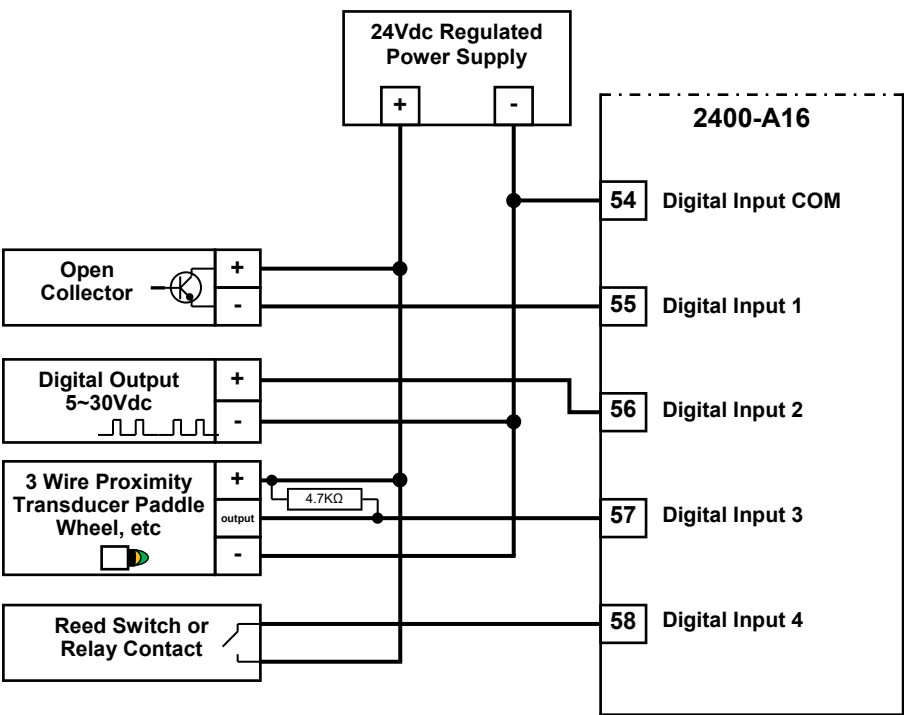 24Vdc Regulated
Power Supply
+ -
2400-A16
54 Digital Input COM
Open
Collector
+
-
55 Digital Input 1
Digital Output
5~30Vdc
+
-
56 Digital Input 2
3 Wire Proximity
Transducer Paddle
Wheel, etc
+
output
-
4.7KΩ
57 Digital Input 3
Reed Switch or
Relay Contact
58 Digital Input 4